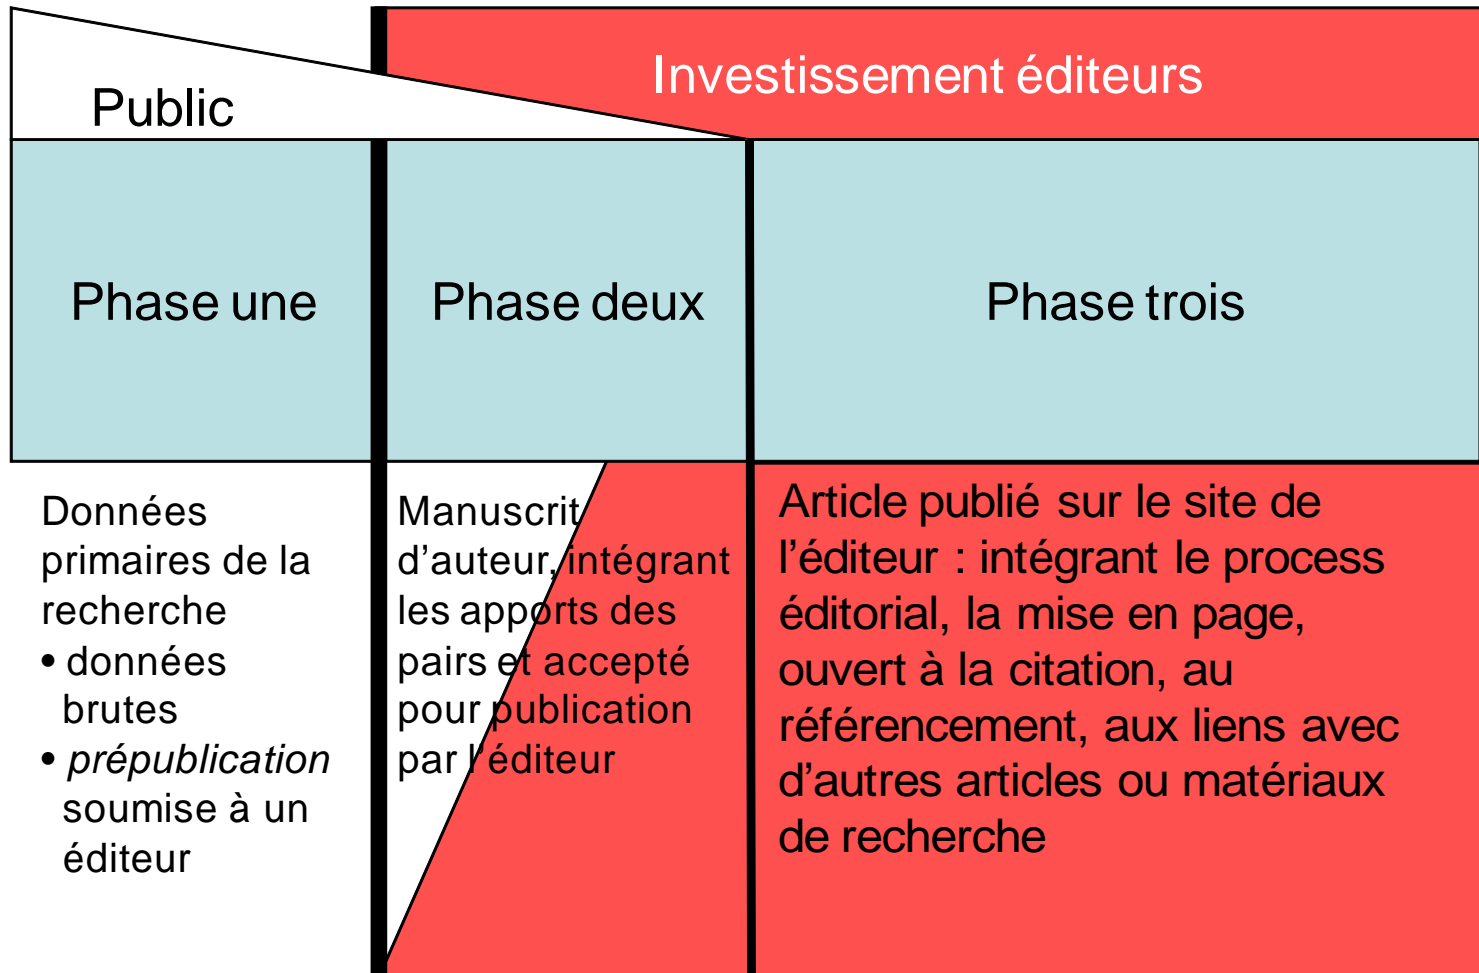 Public
Investissement éditeurs
Phase une
Phase deux
Phase trois
Données
primaires de la
recherche
• données
brutes
• prépublication
soumise à un
éditeur
Manuscrit
d’auteur, intégrant
les apports des
pairs et accepté
pour publication
par l’éditeur
Article publié sur le site de
l’éditeur : intégrant le process
éditorial, la mise en page,
ouvert à la citation, au
référencement, aux liens avec
d’autres articles ou matériaux
de recherche